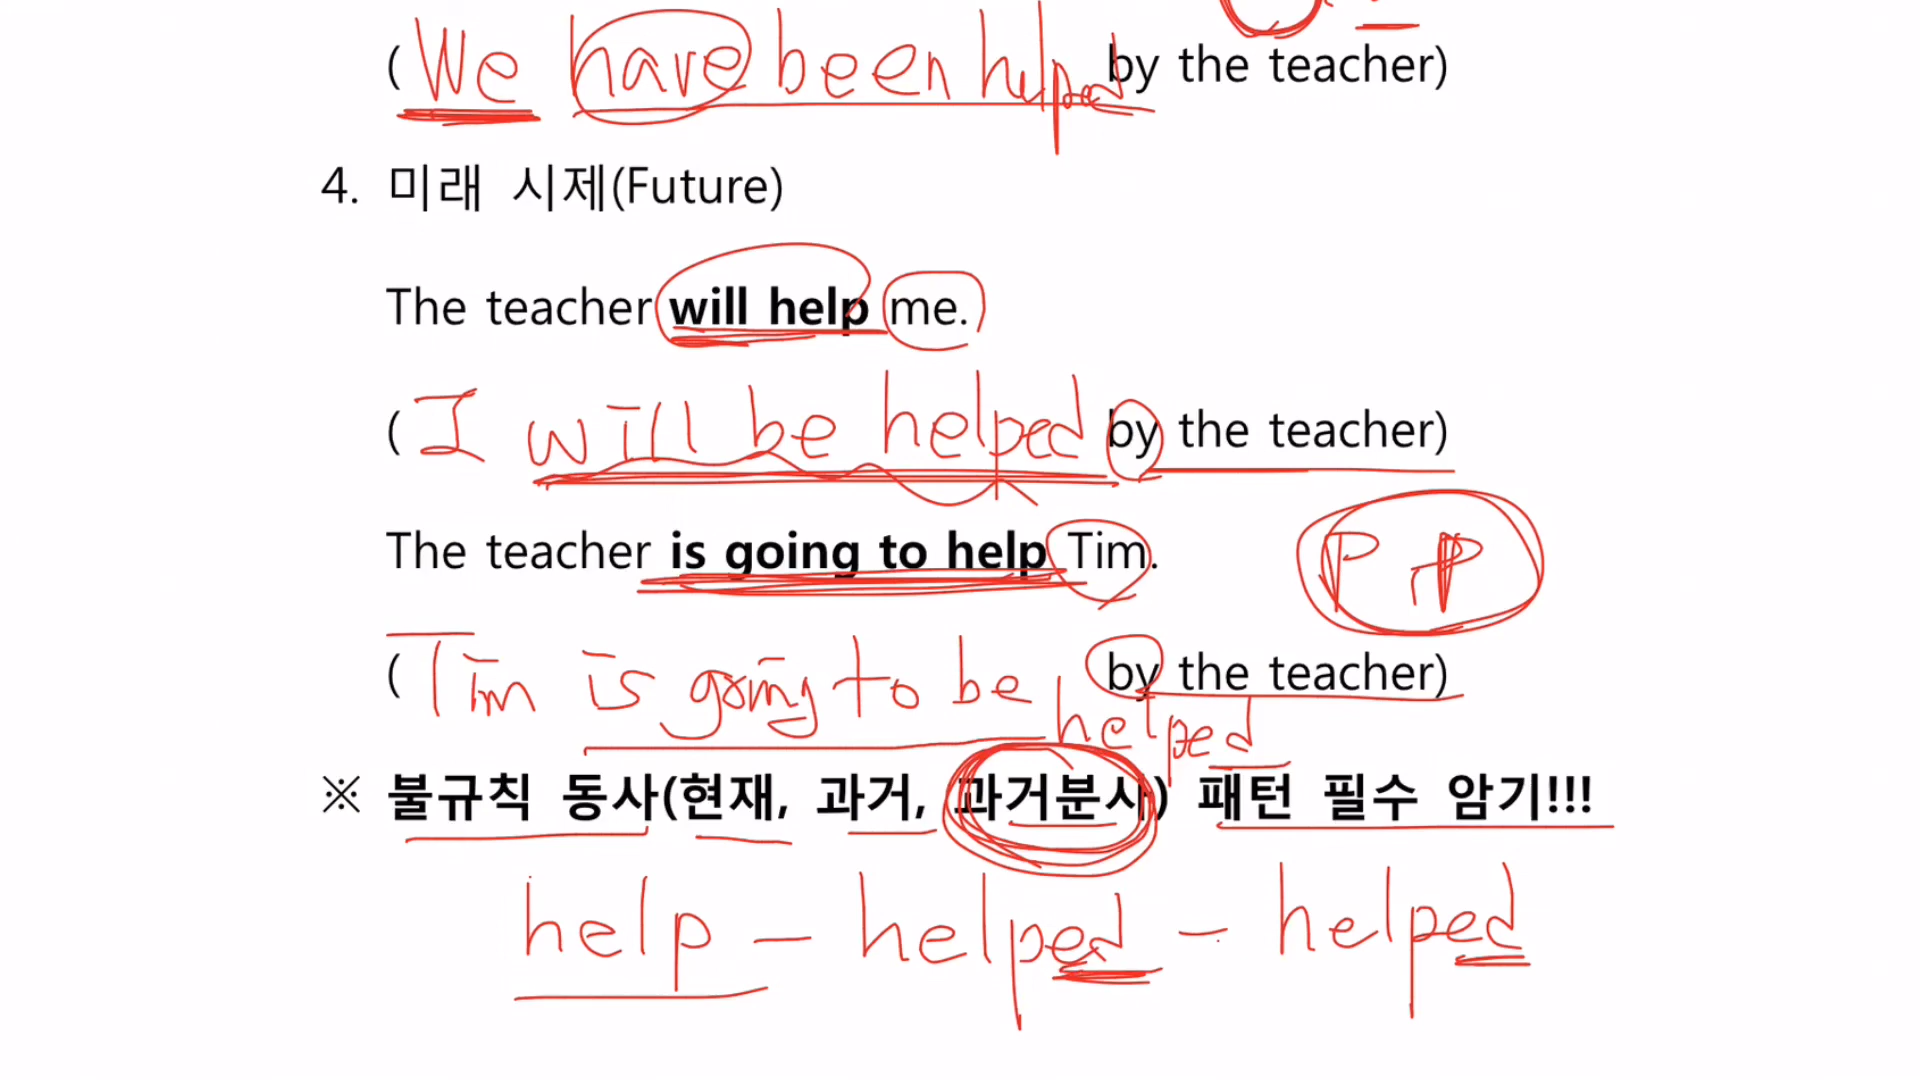 (We have been helped by the teacher)
4. 미래 시제(Future)
The teacher will help me.
(I will be helped by the teacher)
The teacher is going to help Tim.
P.P
(Tim is going to be helped by the teacher)
※ 불규칙 동사(현재, 과거, 과거분사) 패턴 필수 암기!!!
help - helped - helped